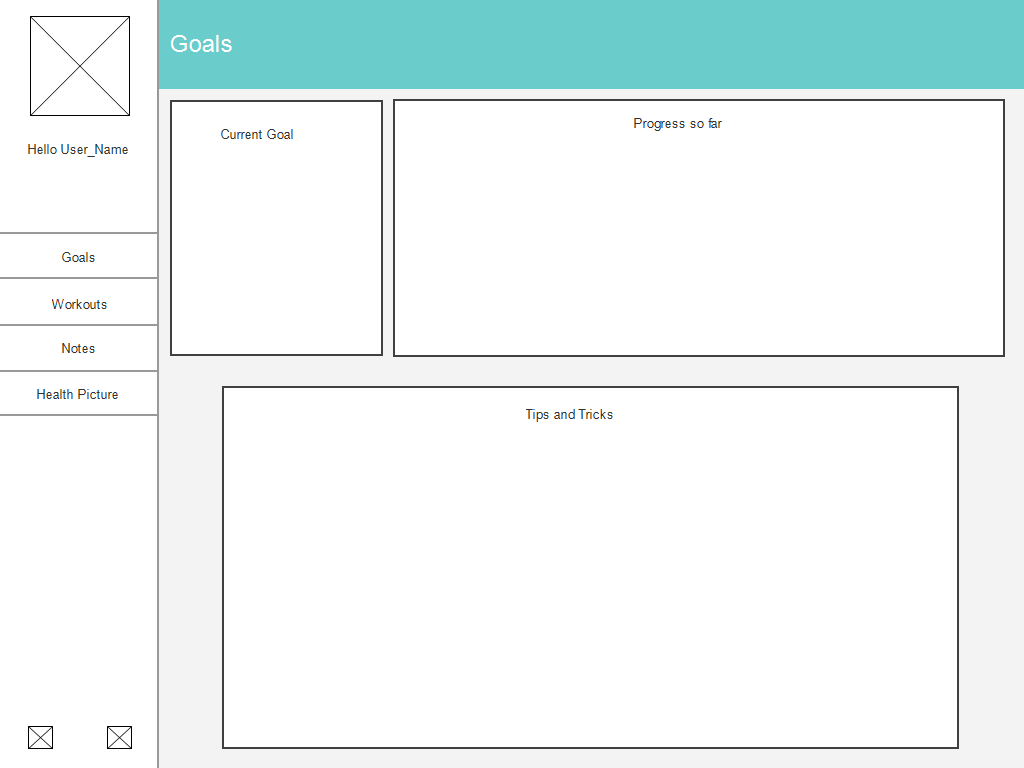 Goals
Hello User_Name
Goals
Workouts
Notes
Health Picture
Current Goal
Progress so far
Tips and Tricks